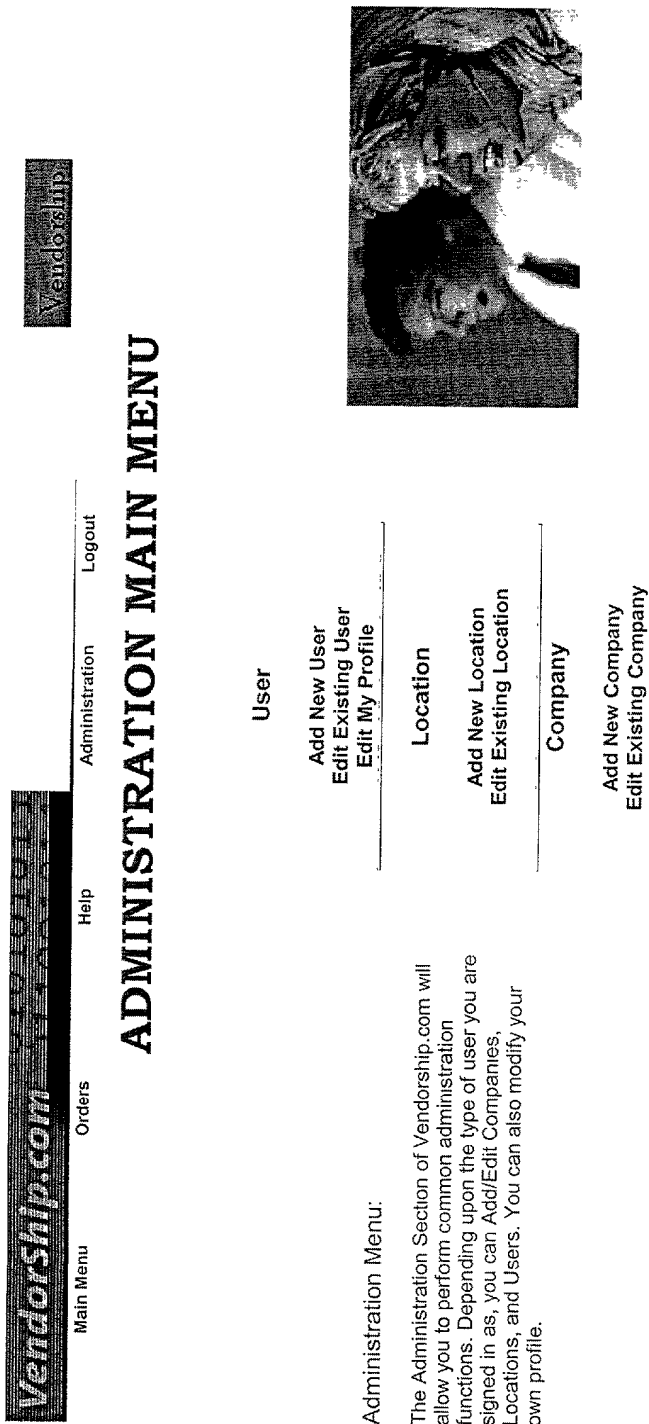 VendorShip.com
Vendorship
Main Menu
Orders
Help
Administration
Logout
ADMINISTRATION MAIN MENU
Administration Menu:
The Administration Section of Vendorship.com will
allow you to perform common administration
functions. Depending upon the type of user you are
signed in as, you can Add/Edit Companies,
Locations, and Users. You can also modify your
own profile.
User
Add New User
Edit Existing User
Edit My Profile
Location
Add New Location
Edit Existing Location
Company
Add New Company
Edit Existing Company